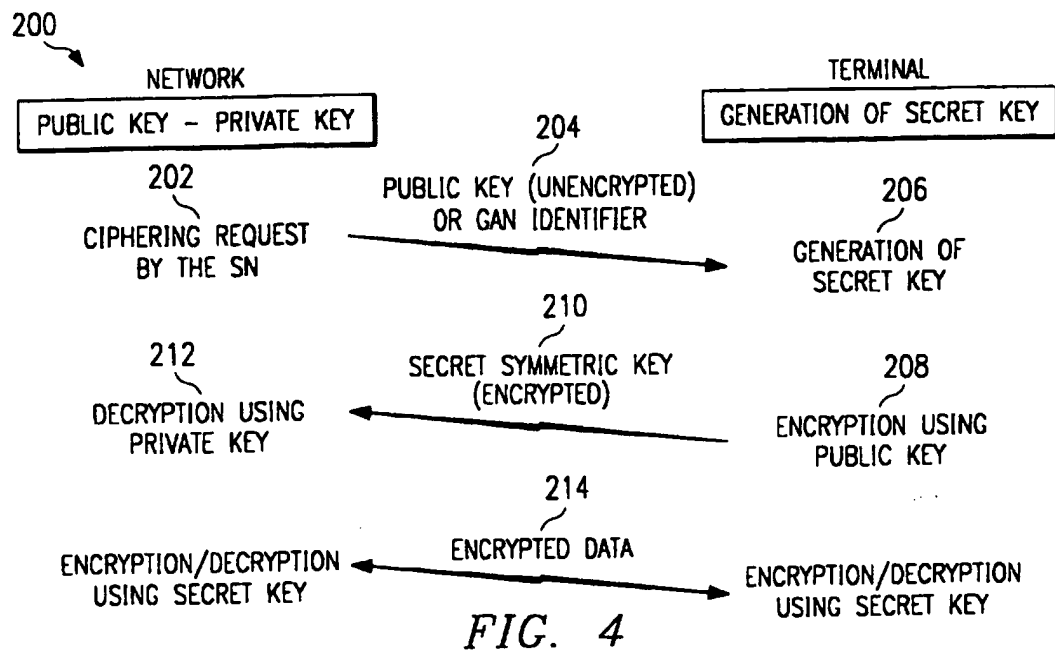 200
NETWORK
PUBLIC KEY – PRIVATE KEY
TERMINAL
GENERATION OF SECRET KEY
202
CIPHERING REQUEST
BY THE SN
204
PUBLIC KEY (UNENCRYPTED)
OR GAN IDENTIFIER
206
GENERATION OF
SECRET KEY
212
DECRYPTION USING
PRIVATE KEY
210
SECRET SYMMETRIC KEY
(ENCRYPTED)
208
ENCRYPTION USING
PUBLIC KEY
ENCRYPTION/DECRYPTION
USING SECRET KEY
214
ENCRYPTED DATA
ENCRYPTION/DECRYPTION
USING SECRET KEY
FIG. 4